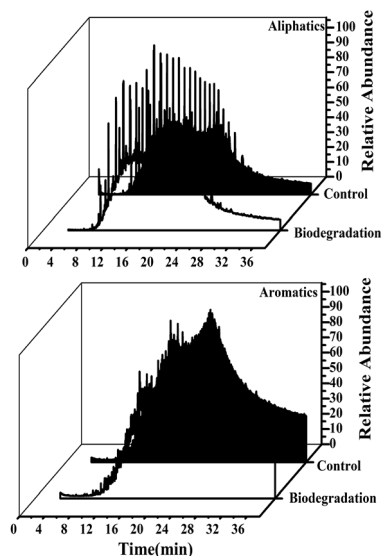 Aliphatics
100
90
80
70
60
50
40
30
20
10
0
Relative Abundance
Control
Biodegradation
0 4 8 12 16 20 24 28 32 36
Aromatics
100
90
80
70
60
50
40
30
20
10
0
Relative Abundance
Control
Biodegradation
0 4 8 12 16 20 24 28 32 36
Time(min)